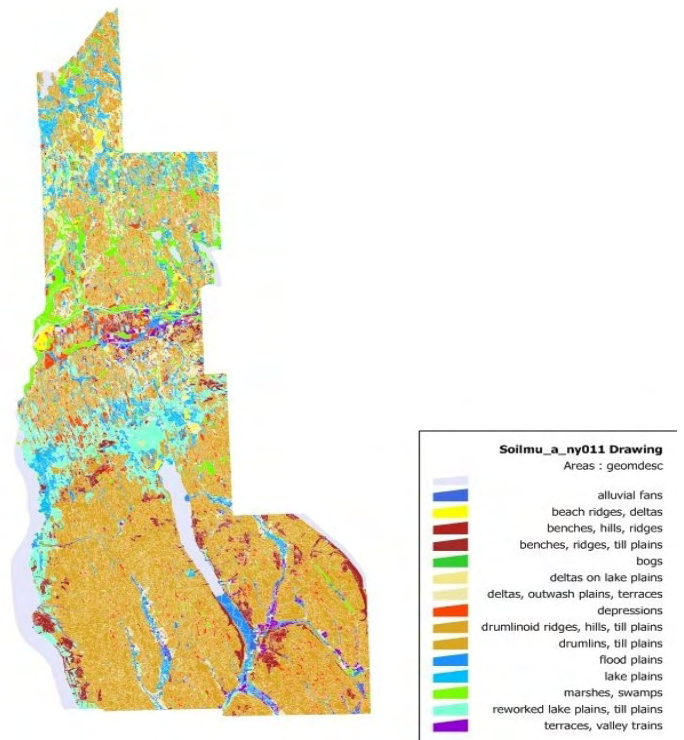 Soilmu_a_ny011 Drawing
Areas : geomdesc
alluvial fans
beach ridges, deltas
benches, hills, ridges
benches, ridges, till plains
bogs
deltas on lake plains
deltas, outwash plains, terraces
depressions
drumlinoid ridges, hills, till plains
drumlins, till plains
flood plains
lake plains
marshes, swamps
reworked lake plains, till plains
terraces, valley trains